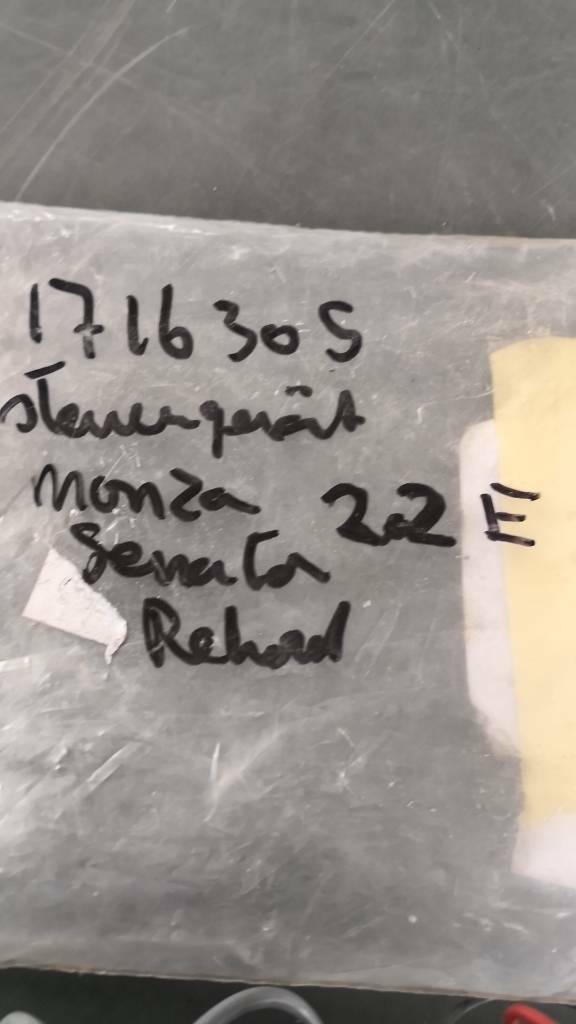 1716305
Steuergerät
Monza 2.2 E
Senator
Rekord